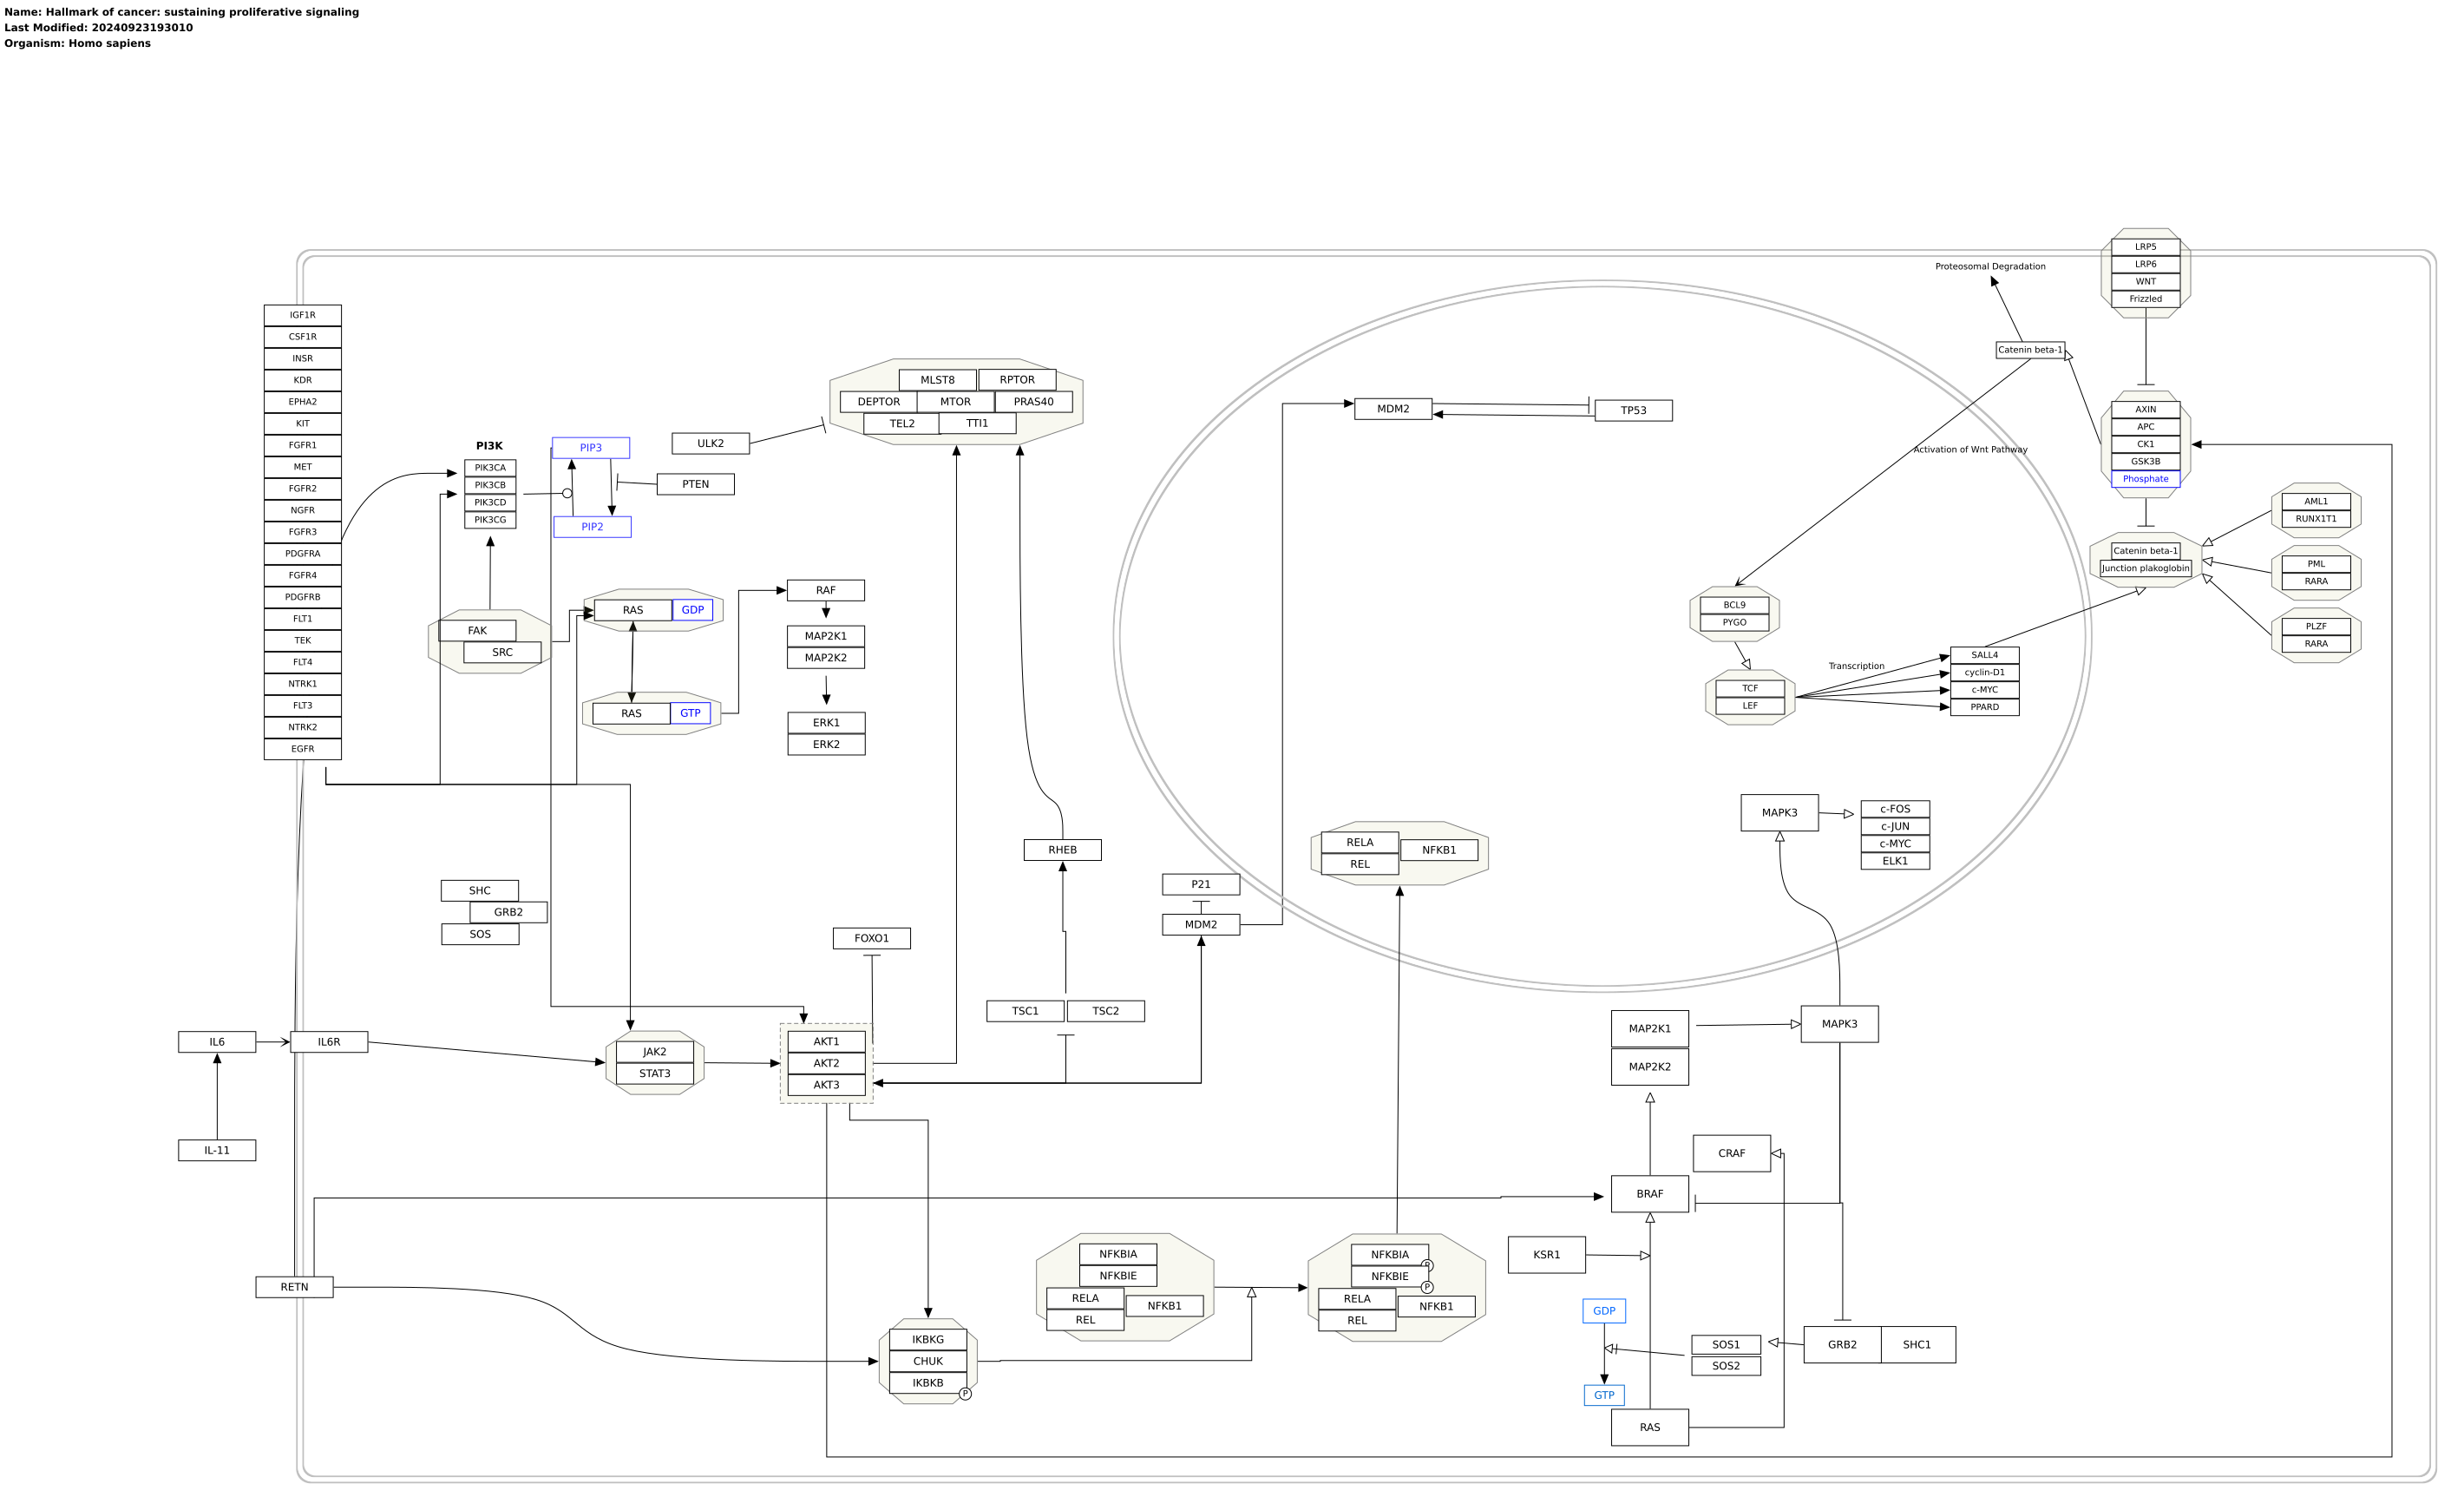 Name: Hallmark of cancer: sustaining proliferative signaling
Last Modified: 20240923193010
Organism: Homo sapiens
IGF1R
CSF1R
INSR
KDR
EPHA2
KIT
FGFR1
MET
FGFR2
NGFR
FGFR3
PDGFRA
FGFR4
PDGFRB
FLT1
TEK
FLT4
NTRK1
FLT3
NTRK2
EGFR
PI3K
PIK3CA
PIK3CB
PIK3CD
PIK3CG
PIP3
PIP2
PTEN
ULK2
MLST8
RPTOR
DEPTOR
MTOR
PRAS40
TEL2
TTI1
FAK
SRC
RAS
GDP
RAS
GTP
RAF
MAP2K1
MAP2K2
ERK1
ERK2
SHC
GRB2
SOS
IL6
IL6R
IL-11
RETN
JAK2
STAT3
FOXO1
AKT1
AKT2
AKT3
RHEB
TSC1
TSC2
P21
MDM2
MDM2
TP53
RELA
REL
NFKB1
IKBKG
CHUK
IKBKB
P
NFKBIA
NFKBIE
RELA
REL
NFKB1
NFKBIA
P
NFKBIE
P
RELA
REL
NFKB1
Proteosomal Degradation
Catenin beta-1
Activation of Wnt Pathway
LRP5
LRP6
WNT
Frizzled
AXIN
APC
CK1
GSK3B
Phosphate
Catenin beta-1
Junction plakoglobin
AML1
RUNX1T1
PML
RARA
PLZF
RARA
BCL9
PYGO
TCF
LEF
Transcription
SALL4
cyclin-D1
c-MYC
PPARD
MAPK3
c-FOS
c-JUN
c-MYC
ELK1
MAP2K1
MAP2K2
MAPK3
CRAF
BRAF
KSR1
GDP
GTP
SOS1
SOS2
GRB2
SHC1
RAS